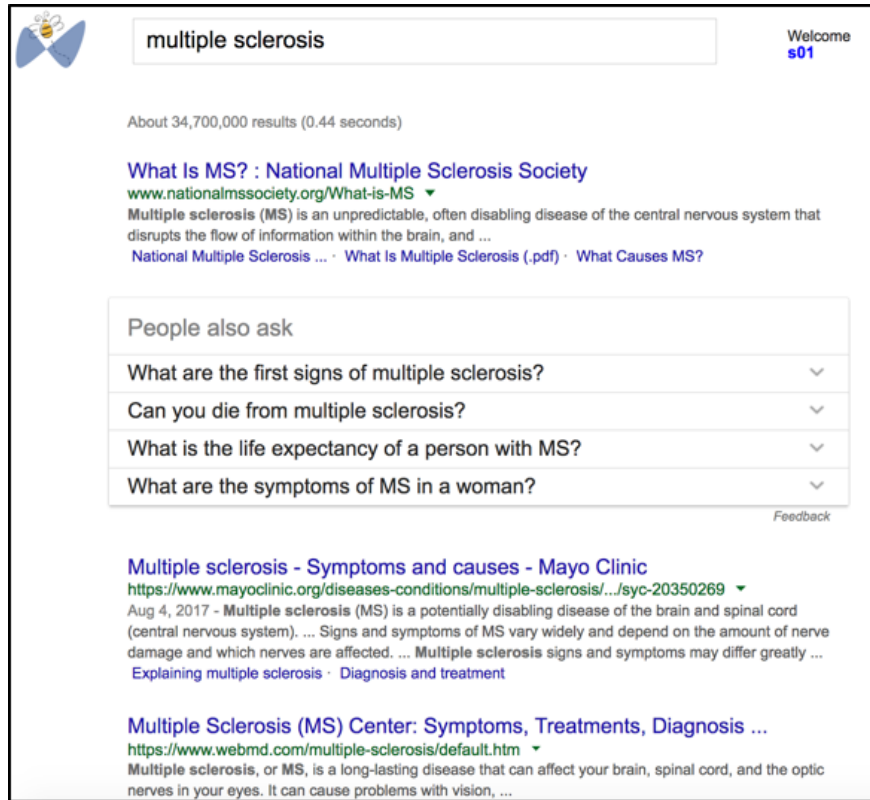 multiple sclerosis
Welcome
s01
About 34,700,000 results (0.44 seconds)
What Is MS? : National Multiple Sclerosis Society
www.nationalmssociety.org/What-is-MS
Multiple sclerosis (MS) is an unpredictable, often disabling disease of the central nervous system that
disrupts the flow of information within the brain, and ...
National Multiple Sclerosis ... · What Is Multiple Sclerosis (.pdf) · What Causes MS?
People also ask
What are the first signs of multiple sclerosis?
Can you die from multiple sclerosis?
What is the life expectancy of a person with MS?
What are the symptoms of MS in a woman?
Feedback
Multiple sclerosis - Symptoms and causes - Mayo Clinic
https://www.mayoclinic.org/diseases-conditions/multiple-sclerosis/.../syc-20350269
Aug 4, 2017 - Multiple sclerosis (MS) is a potentially disabling disease of the brain and spinal cord
(central nervous system). ... Signs and symptoms of MS vary widely and depend on the amount of nerve
damage and which nerves are affected. ... Multiple sclerosis signs and symptoms may differ greatly ...
Explaining multiple sclerosis · Diagnosis and treatment
Multiple Sclerosis (MS) Center: Symptoms, Treatments, Diagnosis ...
https://www.webmd.com/multiple-sclerosis/default.htm
Multiple sclerosis, or MS, is a long-lasting disease that can affect your brain, spinal cord, and the optic
nerves in your eyes. It can cause problems with vision, ...